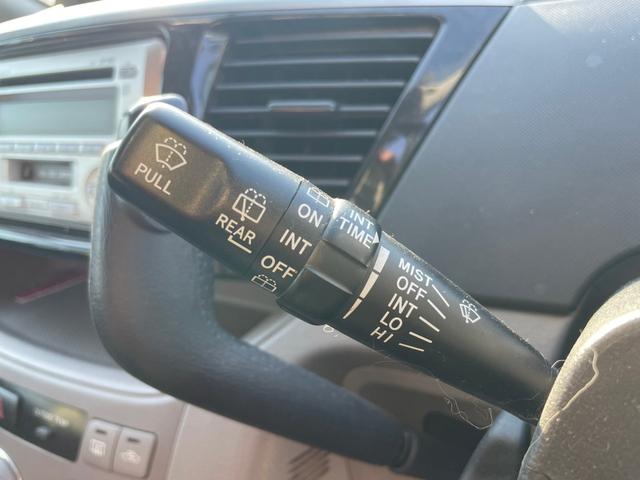 PULL
REAR
ON
INT
OFF
INT
TIME
MIST
OFF
INT
LO
HI